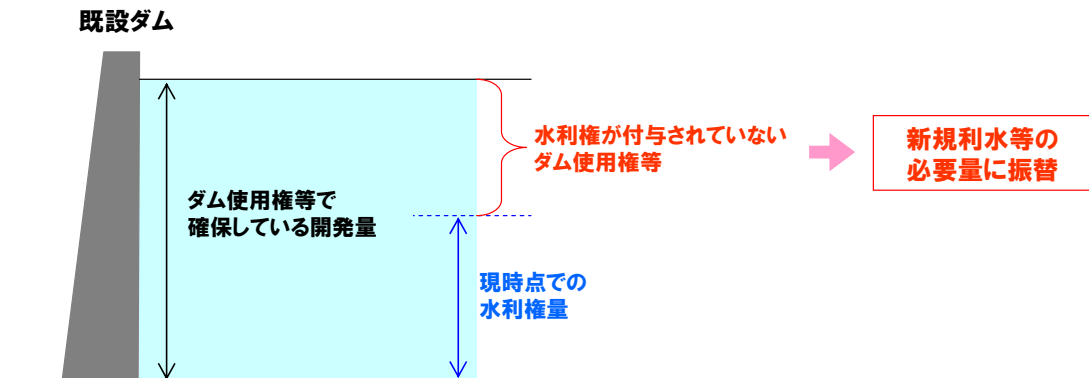 既設ダム
水利権が付与されていない
ダム使用権等
新規利水等の
必要量に振替
ダム使用権等で
確保している開発量
現時点での
水利権量